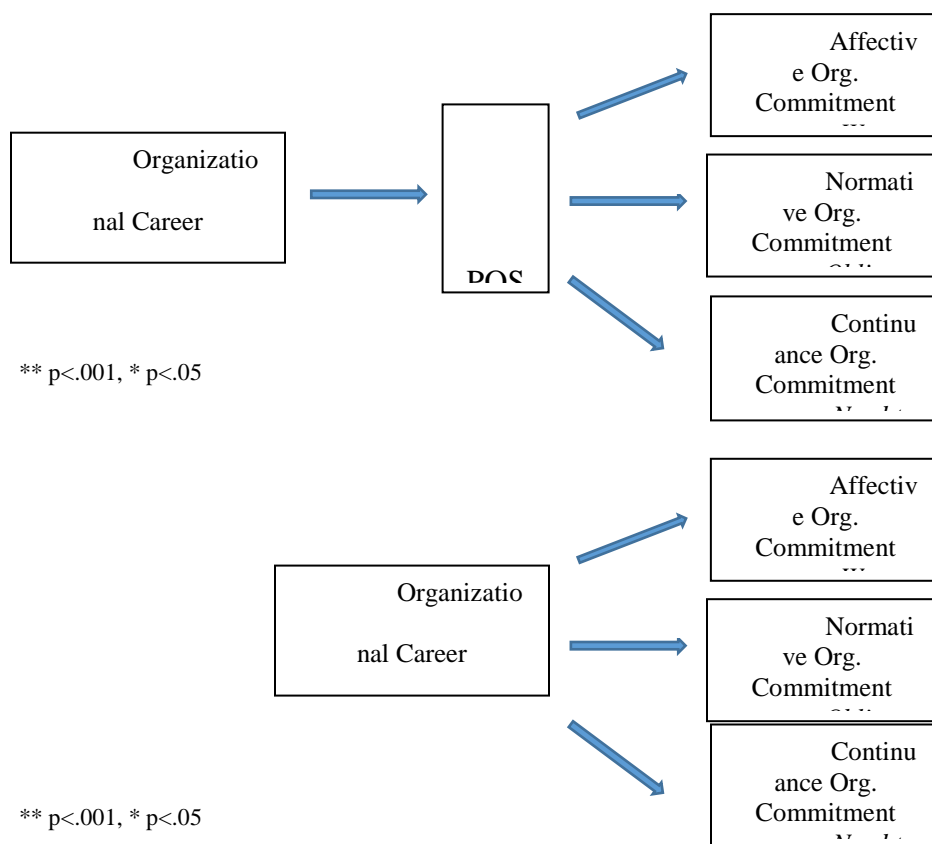 Affectiv
e Org.
Commitment
Organizatio
nal Career
POS
Normati
ve Org.
Commitment
Continu
ance Org.
Commitment
** p<.001, * p<.05
Affectiv
e Org.
Commitment
Organizatio
nal Career
Normati
ve Org.
Commitment
Continu
ance Org.
Commitment
** p<.001, * p<.05